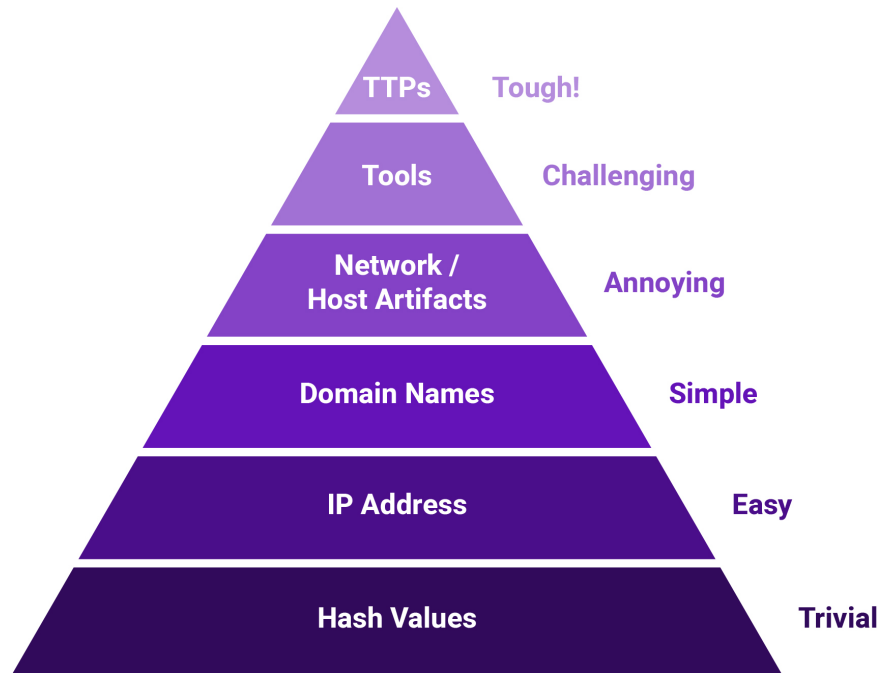 TTPs
Tough!
Tools
Challenging
Network /
Host Artifacts
Annoying
Domain Names
Simple
IP Address
Easy
Hash Values
Trivial